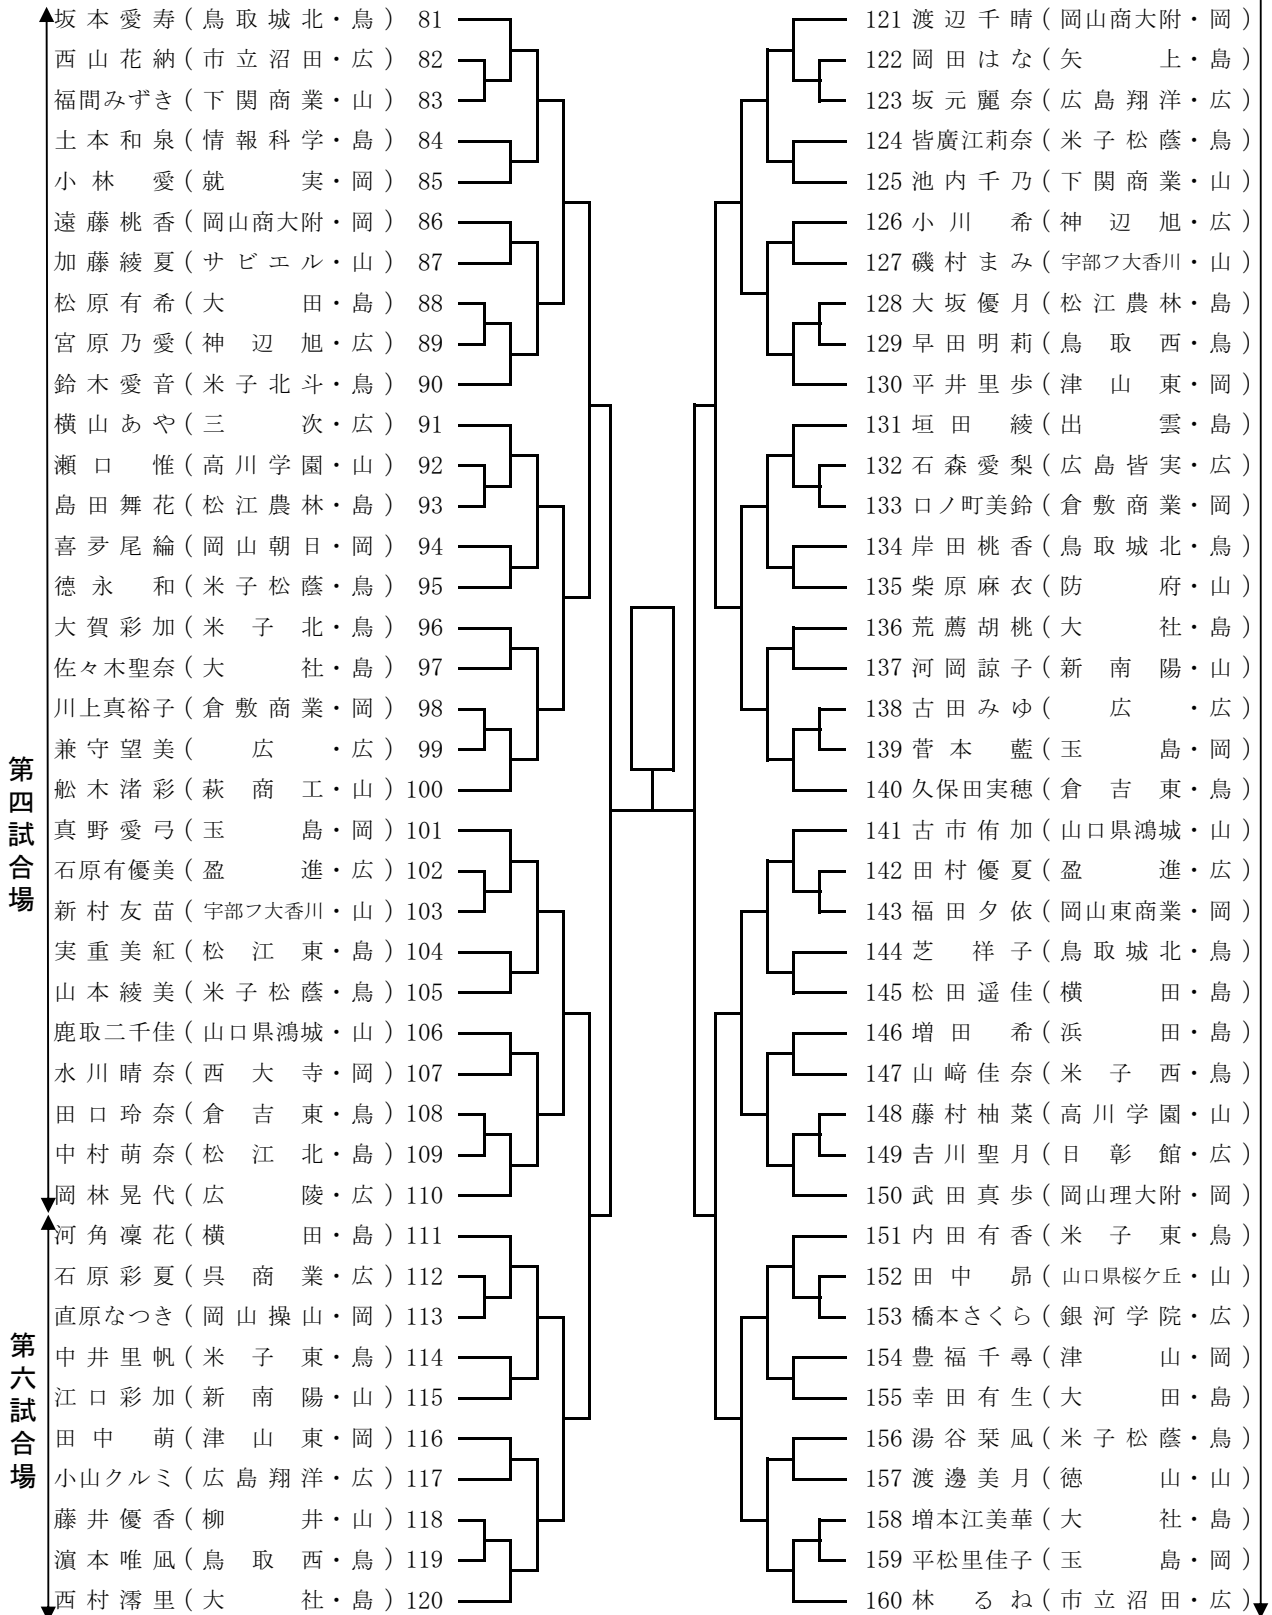 坂本愛寿(鳥取城北・鳥) 81
西山花納(市立沼田・広) 82
福間みずき(下関商業・山) 83
土本和泉(情報科学・島) 84
小林 愛(就 実・岡) 85
遠藤桃香(岡山商大附・岡) 86
加藤綾夏(サビエル・山) 87
松原有希(大 田・島) 88
宮原乃愛(神辺旭・広) 89
鈴木愛音(米子北斗・鳥) 90
横山あや(三 次・広) 91
瀬口 惟(高川学園・山) 92
島田舞花(松江農林・島) 93
喜夛尾綸(岡山朝日・岡) 94
德永 和(米子松蔭・鳥) 95
大賀彩加(米子北・鳥) 96
佐々木聖奈(大 社・島) 97
川上真裕子(倉敷商業・岡) 98
兼守望美(広・広) 99
舩木渚彩(萩商工・山) 100
真野愛弓(玉 島・岡) 101
石原有優美(盈 進・広) 102
新村友苗(宇部フ大香川・山) 103
実重美紅(松江東・島) 104
山本綾美(米子松蔭・鳥) 105
鹿取二千佳(山口県鴻城・山) 106
水川晴奈(西大寺・岡) 107
田口玲奈(倉吉東・鳥) 108
中村萌奈(松江北・島) 109
岡林晃代(広 陵・広) 110
河角凜花(横 田・島) 111
石原彩夏(呉商業・広) 112
直原なつき(岡山操山・岡) 113
中井里帆(米子東・鳥) 114
江口彩加(新南陽・山) 115
田中 萌(津山東・岡) 116
小山クルミ(広島翔洋・広) 117
藤井優香(柳 井・山) 118
濵本唯凪(鳥取西・鳥) 119
西村澪里(大 社・島) 120
第四試合場
第六試合場
121 渡辺千晴(岡山商大附・岡)
122 岡田はな(矢 上・島)
123 坂元麗奈(広島翔洋・広)
124 皆廣江莉奈(米子松蔭・鳥)
125 池内千乃(下関商業・山)
126 小川 希(神辺旭・広)
127 磯村まみ(宇部フ大香川・山)
128 大坂優月(松江農林・島)
129 早田明莉(鳥取西・鳥)
130 平井里歩(津山東・岡)
131 垣田 綾(出 雲・島)
132 石森愛梨(広島皆実・広)
133 口ノ町美鈴(倉敷商業・岡)
134 岸田桃香(鳥取城北・鳥)
135 柴原麻衣(防 府・山)
136 荒薦胡桃(大 社・島)
137 河岡諒子(新南陽・山)
138 古田みゆ(広・広)
139 菅本 藍(玉 島・岡)
140 久保田実穂(倉吉東・鳥)
141 古市侑加(山口県鴻城・山)
142 田村優夏(盈 進・広)
143 福田夕依(岡山東商業・岡)
144 芝 祥子(鳥取城北・鳥)
145 松田遥佳(横 田・島)
146 増田 希(浜 田・島)
147 山﨑佳奈(米子西・鳥)
148 藤村柚菜(高川学園・山)
149 𠮷川聖月(日彰館・広)
150 武田真歩(岡山理大附・岡)
151 内田有香(米子東・鳥)
152 田中 昴(山口県桜ケ丘・山)
153 橋本さくら(銀河学院・広)
154 豊福千尋(津 山・岡)
155 幸田有生(大 田・島)
156 湯谷栞凪(米子松蔭・鳥)
157 渡邊美月(徳 山・山)
158 増本江美華(大 社・島)
159 平松里佳子(玉 島・岡)
160 林 るね(市立沼田・広)